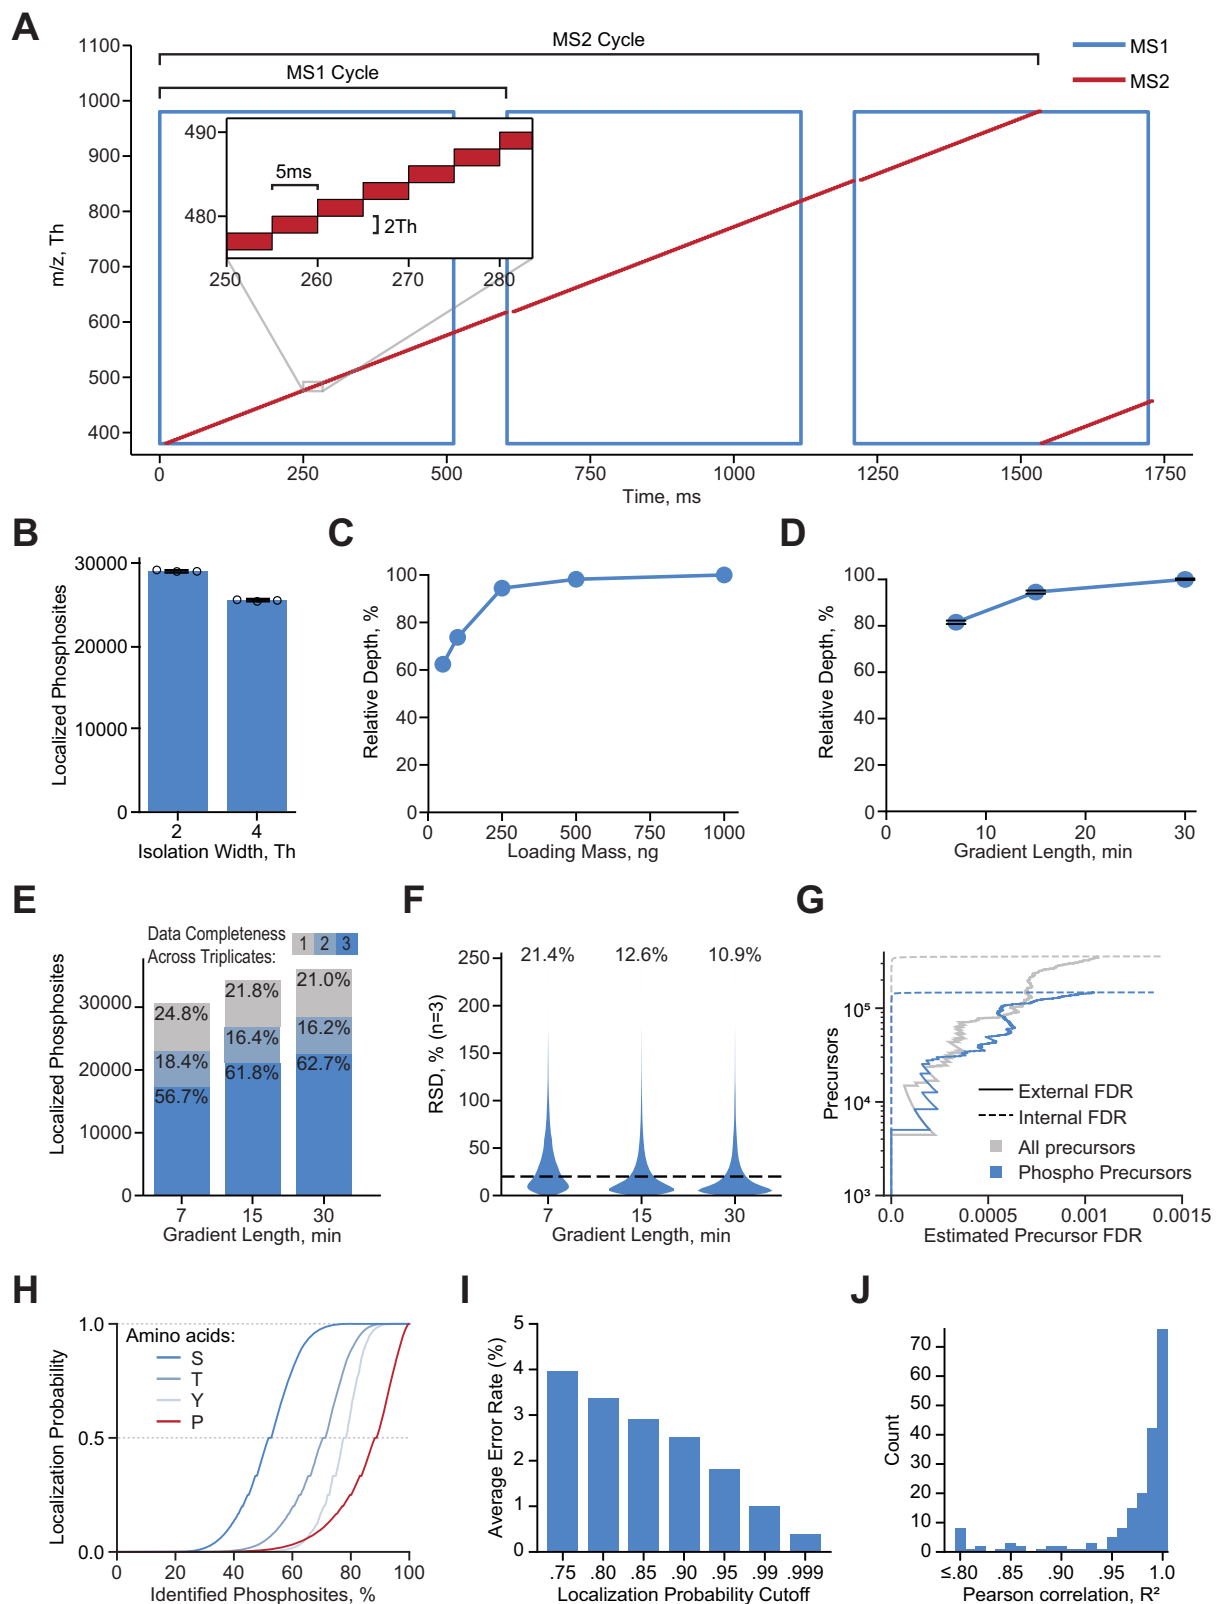 A
1100
1000
900
800
700
600
500
400
m/z, Th
MS2 Cycle
MS1 Cycle
MS1
MS2
490
480
5ms
2Th
250
260
270
280
0
250
500
750
1000
1250
1500
1750
Time, ms
B
30000
20000
10000
0
Localized Phosphosites
2
4
Isolation Width, Th
C
100
80
60
40
20
0
Relative Depth, %
0
250
500
750
1000
Loading Mass, ng
D
100
80
60
40
20
0
Relative Depth, %
0
10
20
30
Gradient Length, min
E
Data Completeness
Across Triplicates:
1
2
3
30000
20000
10000
0
Localized Phosphosites
24.8%
18.4%
56.7%
21.8%
16.4%
61.8%
21.0%
16.2%
62.7%
7
15
30
Gradient Length, min
F
250
200
150
100
50
0
RSD, % (n=3)
21.4%
12.6%
10.9%
7
15
30
Gradient Length, min
G
10⁵
10⁴
10³
Precursors
External FDR
Internal FDR
All precursors
Phospho Precursors
0.0
0.0005
0.001
0.0015
Estimated Precursor FDR
H
1.0
0.5
0.0
Localization Probability
Amino acids:
S
T
Y
P
0
20
40
60
80
100
Identified Phosphosites, %
I
5
4
3
2
1
0
Average Error Rate (%)
.75
.80
.85
.90
.95
.99
.999
Localization Probability Cutoff
J
70
60
50
40
30
20
10
0
Count
≤.80
.85
.90
.95
1.0
Pearson correlation, R²